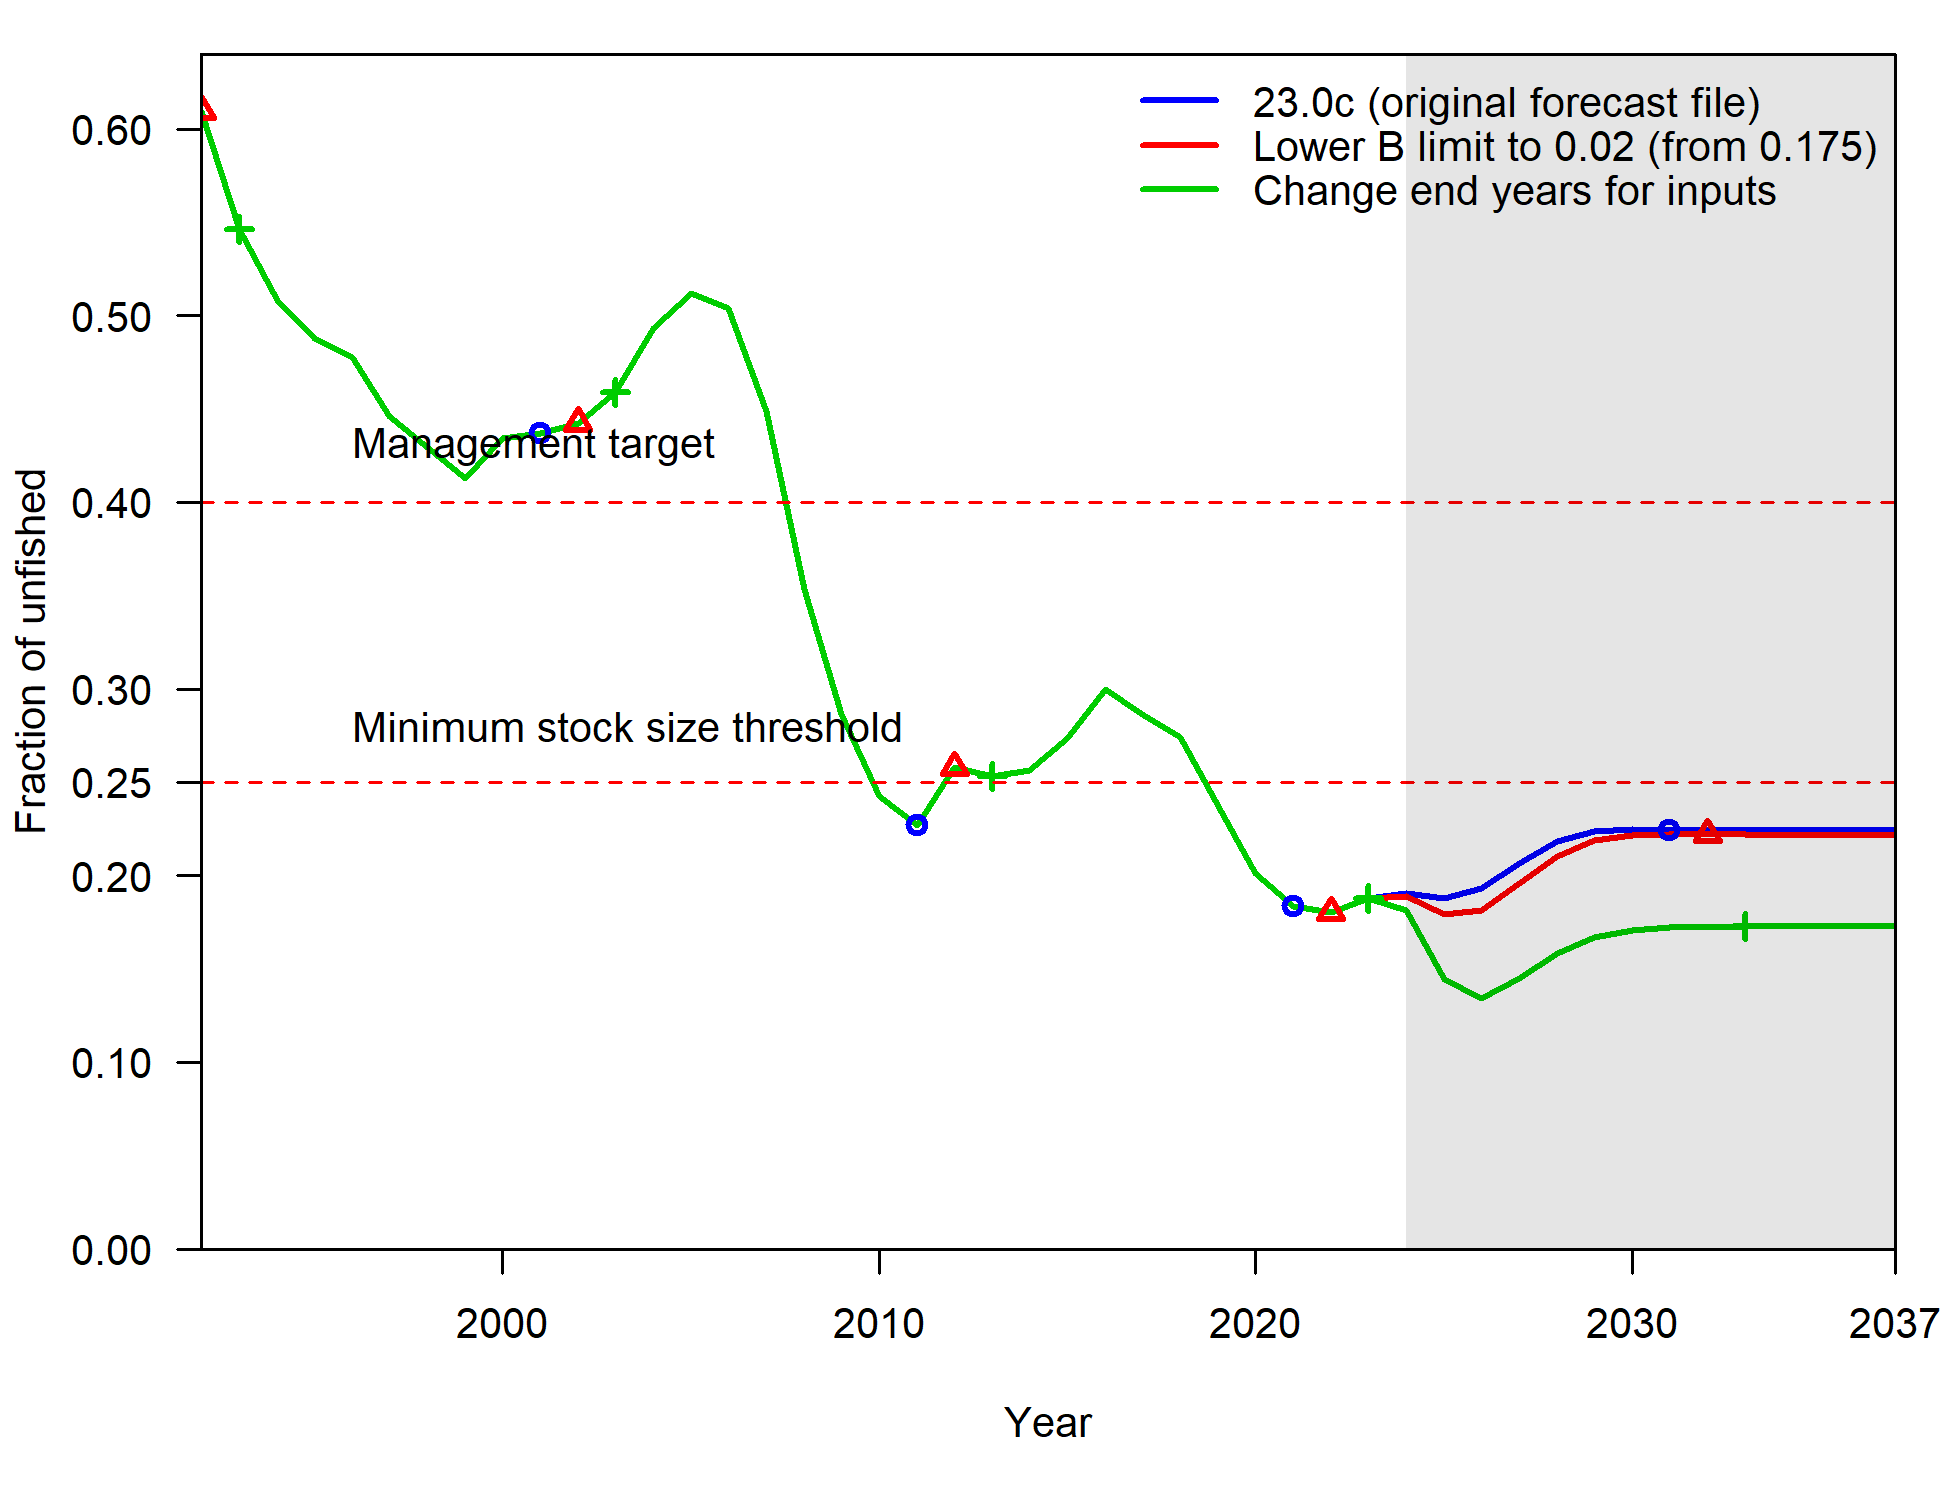 23.0c (original forecast file)
Lower B limit to 0.02 (from 0.175)
Change end years for inputs
0.60
0.50
Management target
0.40
0.30
Minimum stock size threshold
0.25
0.20
0.10
0.00
Fraction of unfished
2000 2010 2020 2030 2037
Year